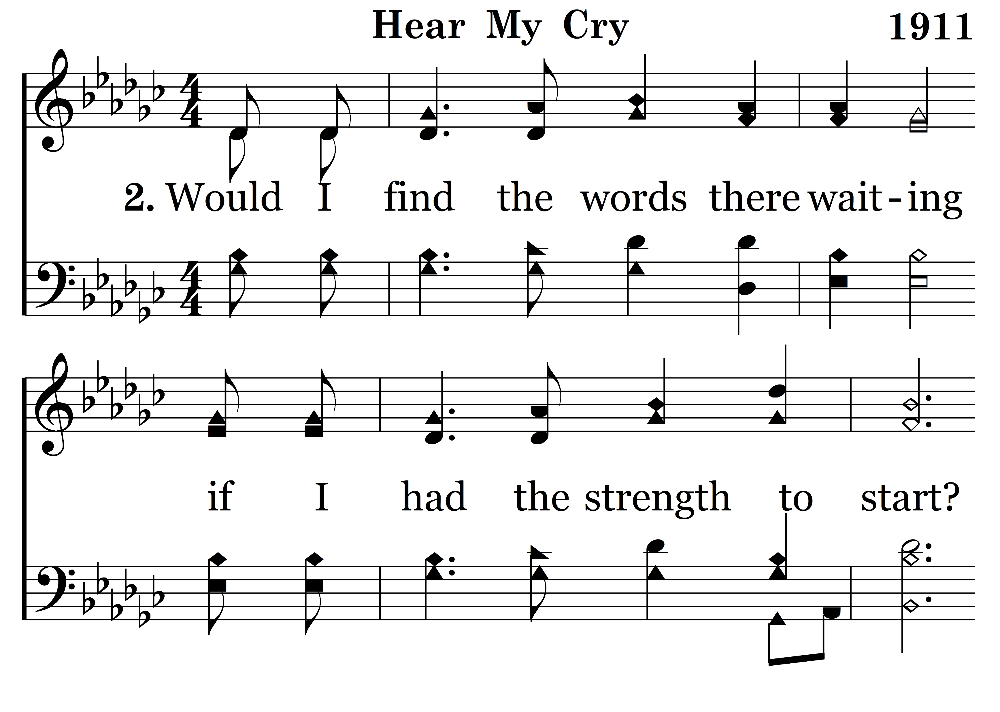 Hear My Cry 1911
2. Would I find the words there wait-ing
if I had the strength to start?